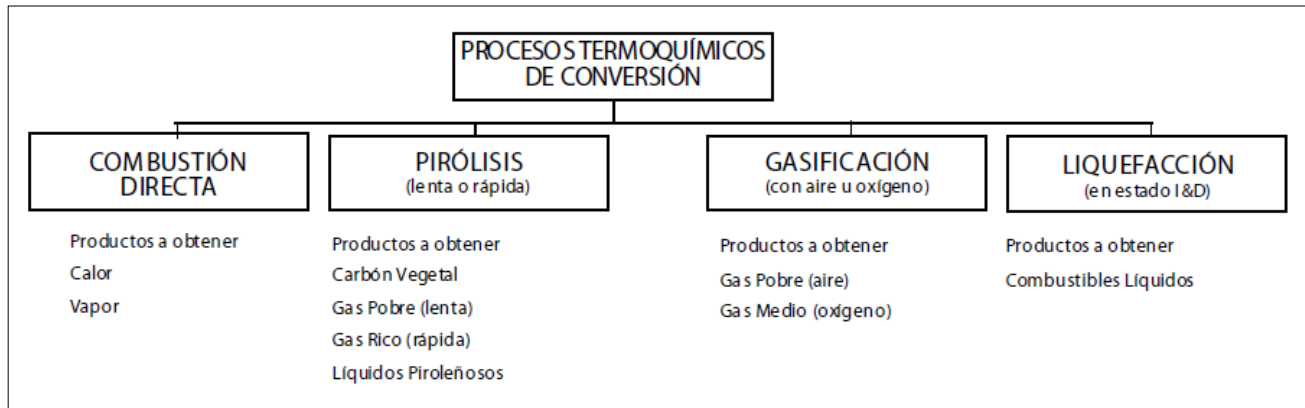 PROCESOS TERMOQUÍMICOS
DE CONVERSIÓN
COMBUSTIÓN
DIRECTA
Productos a obtener
Calor
Vapor
PIRÓLISIS
(lenta o rápida)
Productos a obtener
Carbón Vegetal
Gas Pobre (lenta)
Gas Rico (rápida)
Líquidos Piroleñosos
GASIFICACIÓN
(con aire u oxígeno)
Productos a obtener
Gas Pobre (aire)
Gas Medio (oxígeno)
LIQUEFACCIÓN
(en estado I&D)
Productos a obtener
Combustibles Líquidos